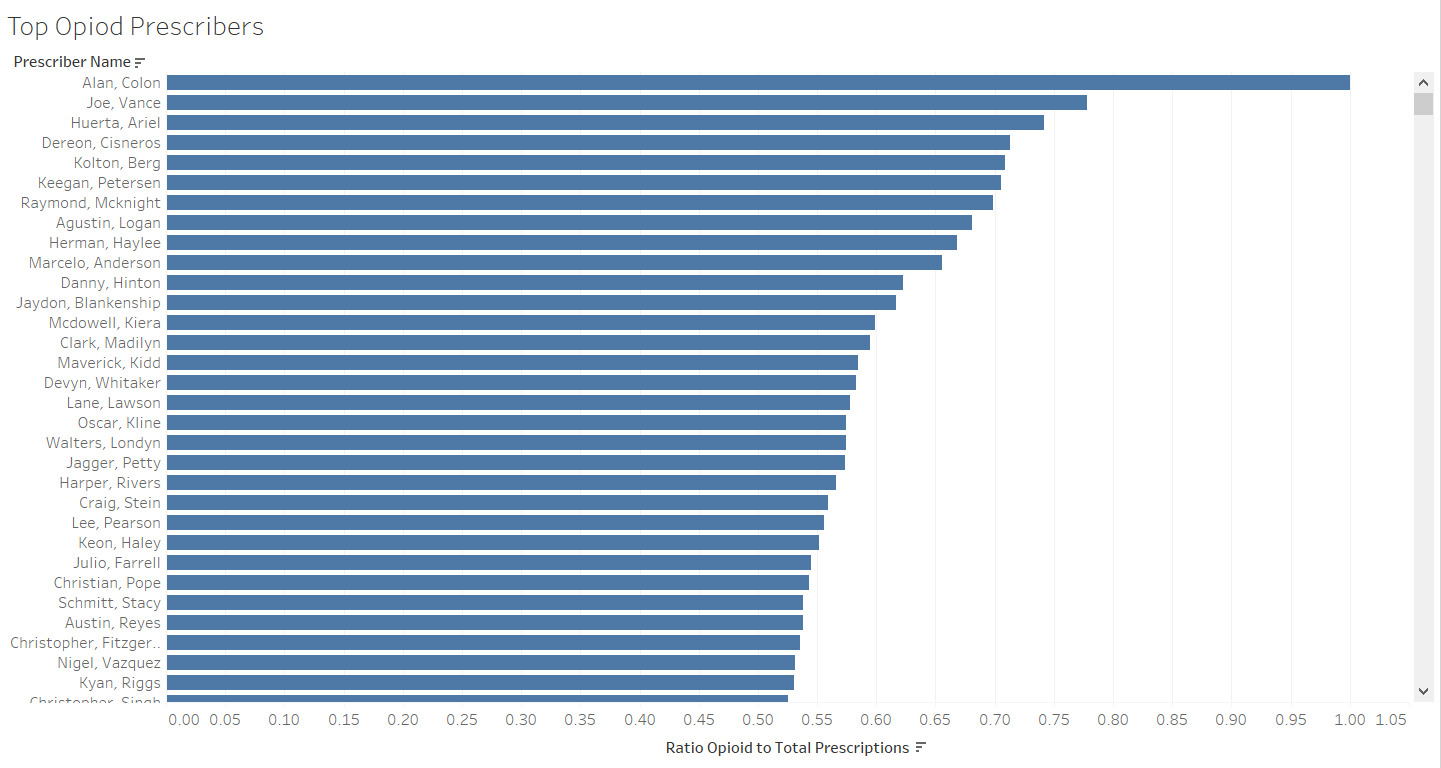 Top Opiod Prescribers
Prescriber Name
Alan, Colon
Joe, Vance
Huerta, Ariel
Dereon, Cisneros
Kolton, Berg
Keegan, Petersen
Raymond, Mcknight
Agustin, Logan
Herman, Haylee
Marcelo, Anderson
Danny, Hinton
Jaydon, Blankenship
Mcdowell, Kiera
Clark, Madilyn
Maverick, Kidd
Devyn, Whitaker
Lane, Lawson
Oscar, Kline
Walters, Londyn
Jagger, Petty
Harper, Rivers
Craig, Stein
Lee, Pearson
Keon, Haley
Julio, Farrell
Christian, Pope
Schmitt, Stacy
Austin, Reyes
Christopher, Fitzger..
Nigel, Vazquez
Kyan, Riggs
Christopher, Singh
0.00 0.05 0.10 0.15 0.20 0.25 0.30 0.35 0.40 0.45 0.50 0.55 0.60 0.65 0.70 0.75 0.80 0.85 0.90 0.95 1.00 1.05
Ratio Opioid to Total Prescriptions